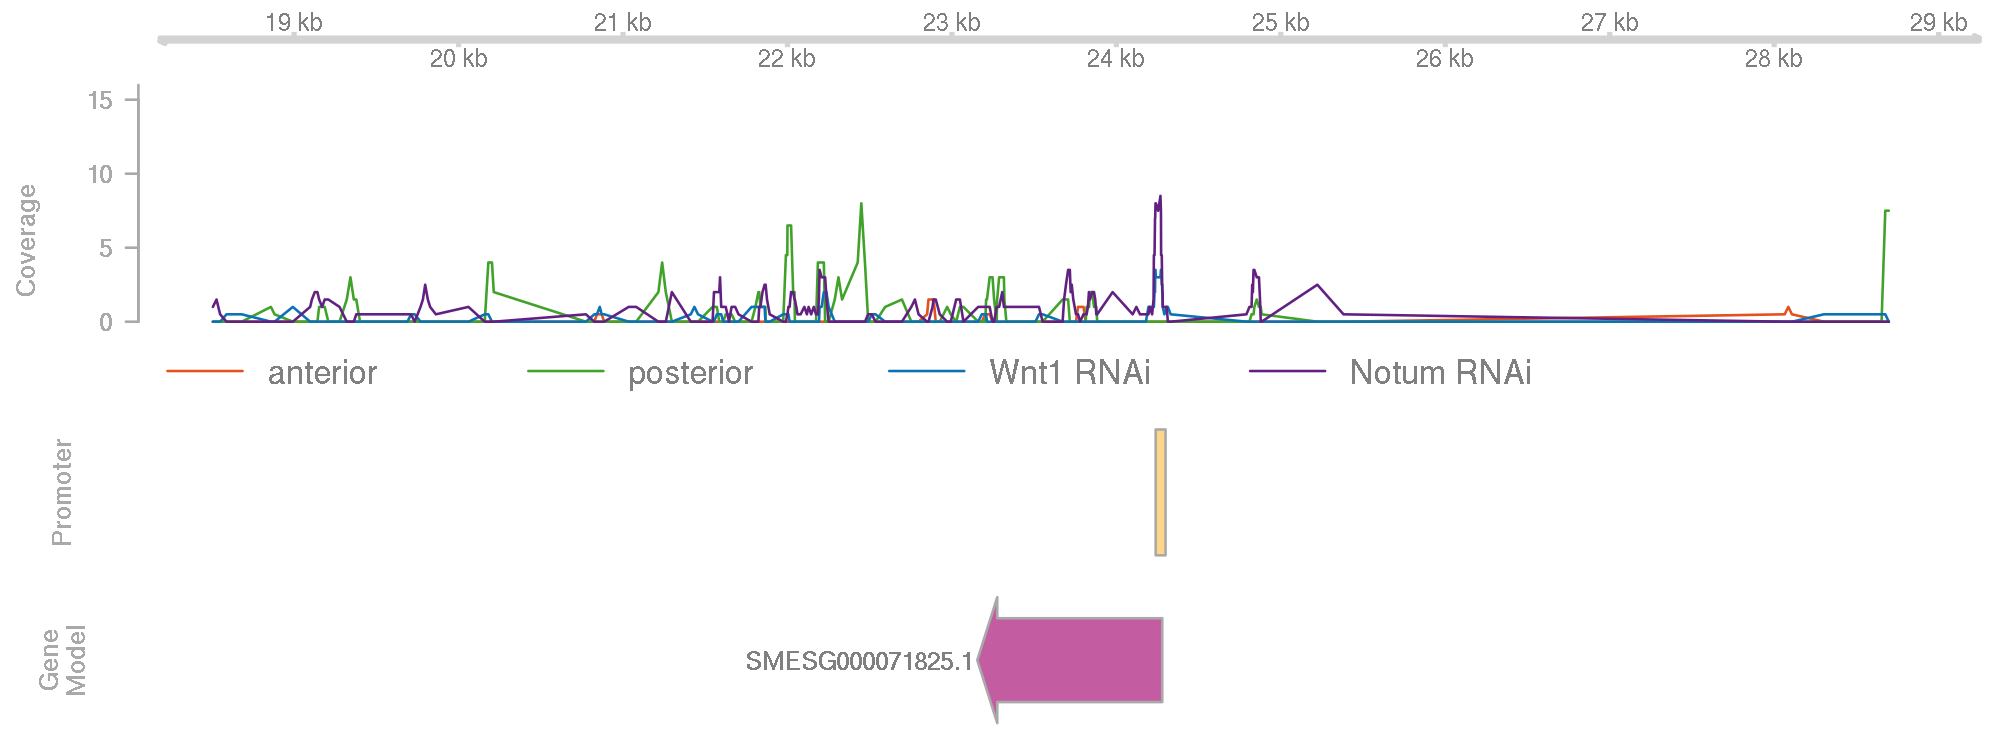 19 kb 21 kb 23 kb 25 kb 27 kb 29 kb
20 kb 22 kb 24 kb 26 kb 28 kb
15
10
5
0
Coverage
anterior posterior Wnt1 RNAi Notum RNAi
Promoter
Gene
Model
SMESG000071825.1